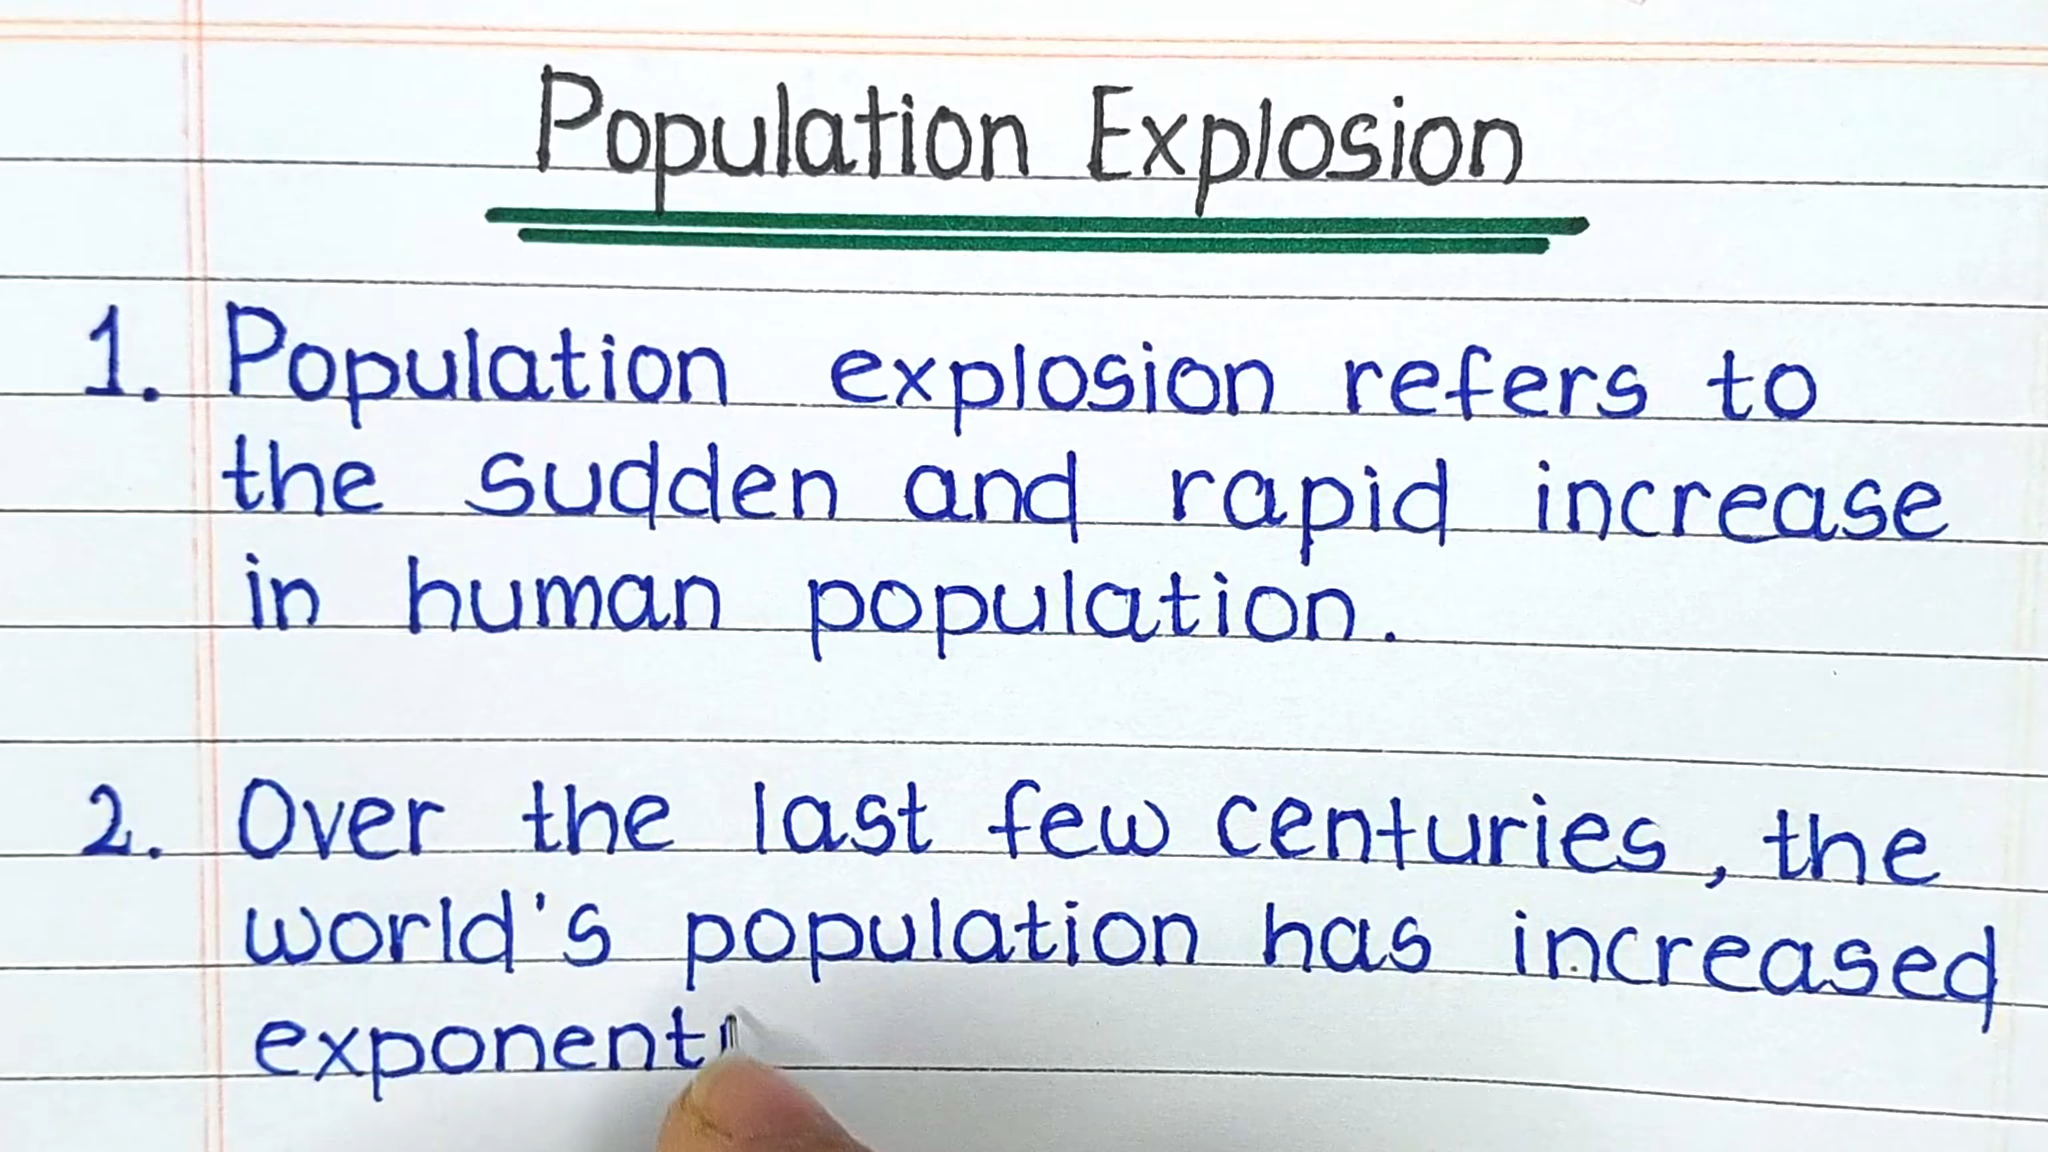 Population Explosion
1. Population explosion refers to
the sudden and rapid increase
in human population.
2. Over the last few centuries, the
world's population has increased
exponent